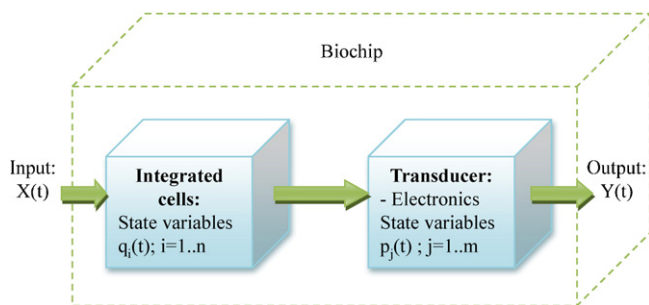 Biochip
Input:
X(t)
Integrated
cells:
State variables
qi(t); i=1..n
Transducer:
- Electronics
State variables
pj(t) ; j=1..m
Output:
Y(t)